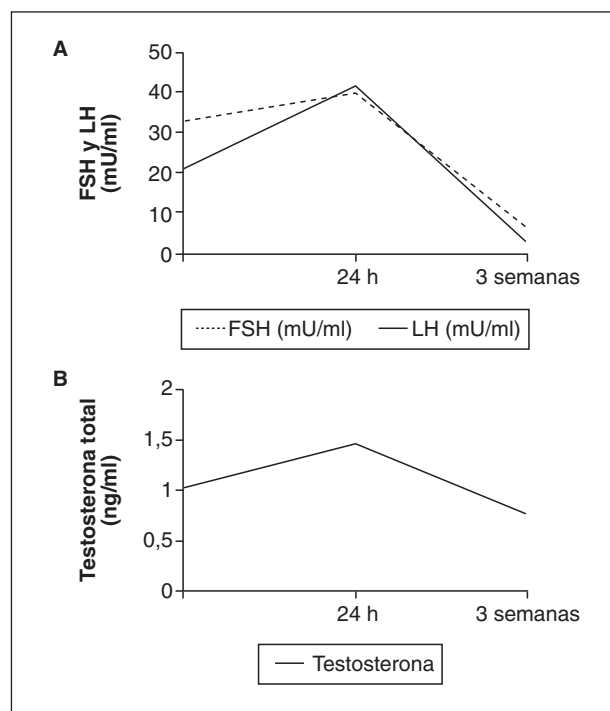 A
FSH y LH
(mU/ml)
50
40
30
20
10
0
24 h
3 semanas
FSH (mU/ml)
LH (mU/ml)
B
Testosterona total
(ng/ml)
2
1,5
1
0,5
0
24 h
3 semanas
Testosterona